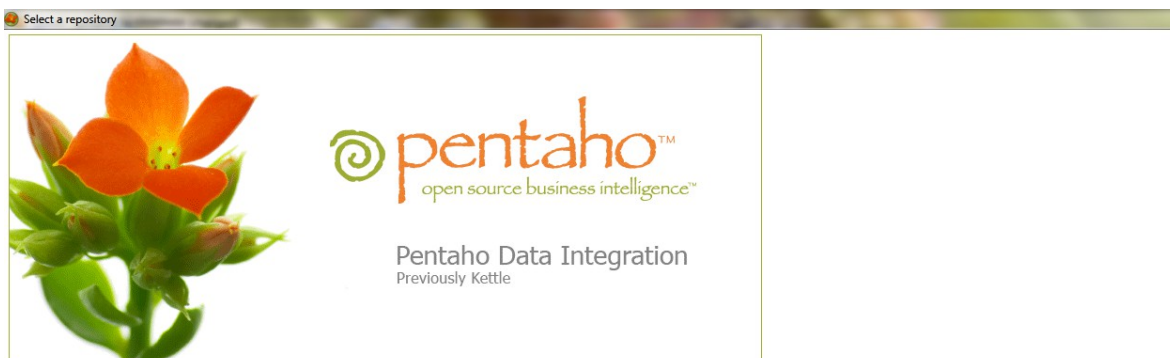 Select a repository
pentaho™
open source business intelligence™
Pentaho Data Integration
Previously Kettle